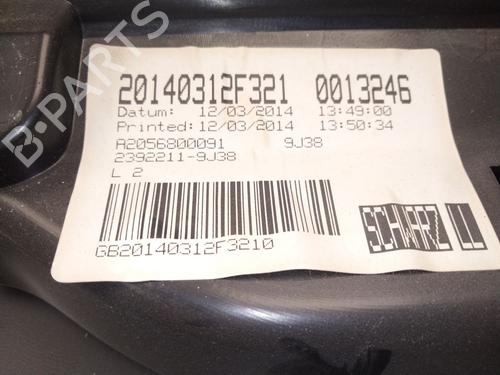 20140312F321 0013246
Datum: 12/03/2014 13:49:00
Printed: 12/03/2014 13:50:34
A2056800091 9J38
2392211-9J38
L 2
GB20140312F3210
SCHWARZ LL
B-PARTS